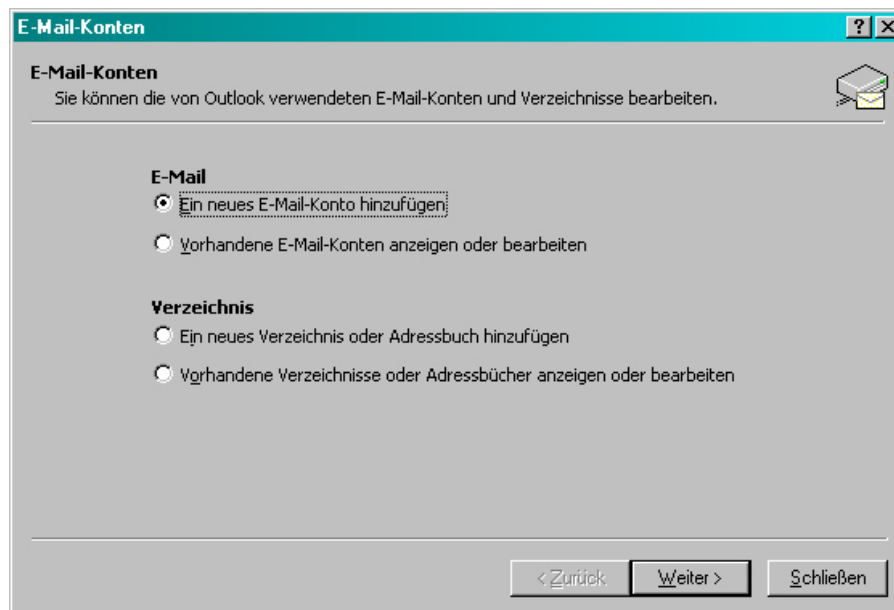 E-Mail-Konten
E-Mail-Konten
Sie können die von Outlook verwendeten E-Mail-Konten und Verzeichnisse bearbeiten.
E-Mail
Ein neues E-Mail-Konto hinzufügen
Vorhandene E-Mail-Konten anzeigen oder bearbeiten
Verzeichnis
Ein neues Verzeichnis oder Adressbuch hinzufügen
Vorhandene Verzeichnisse oder Adressbücher anzeigen oder bearbeiten
< Zurück Weiter > Schließen